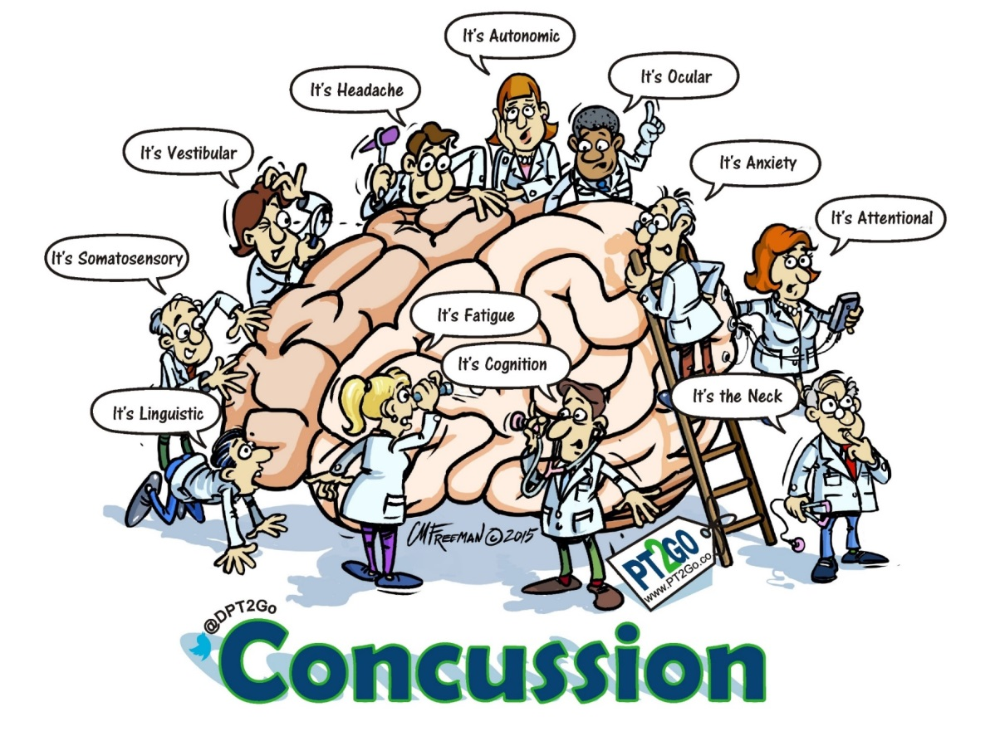 It's Autonomic
It's Ocular
It's Headache
It's Vestibular
It's Anxiety
It's Attentional
It's Somatosensory
It's Fatigue
It's Cognition
It's the Neck
It's Linguistic
CMFREEMAN © 2015
PT2GO
www.PT2Go.co
@DPT2Go
Concussion